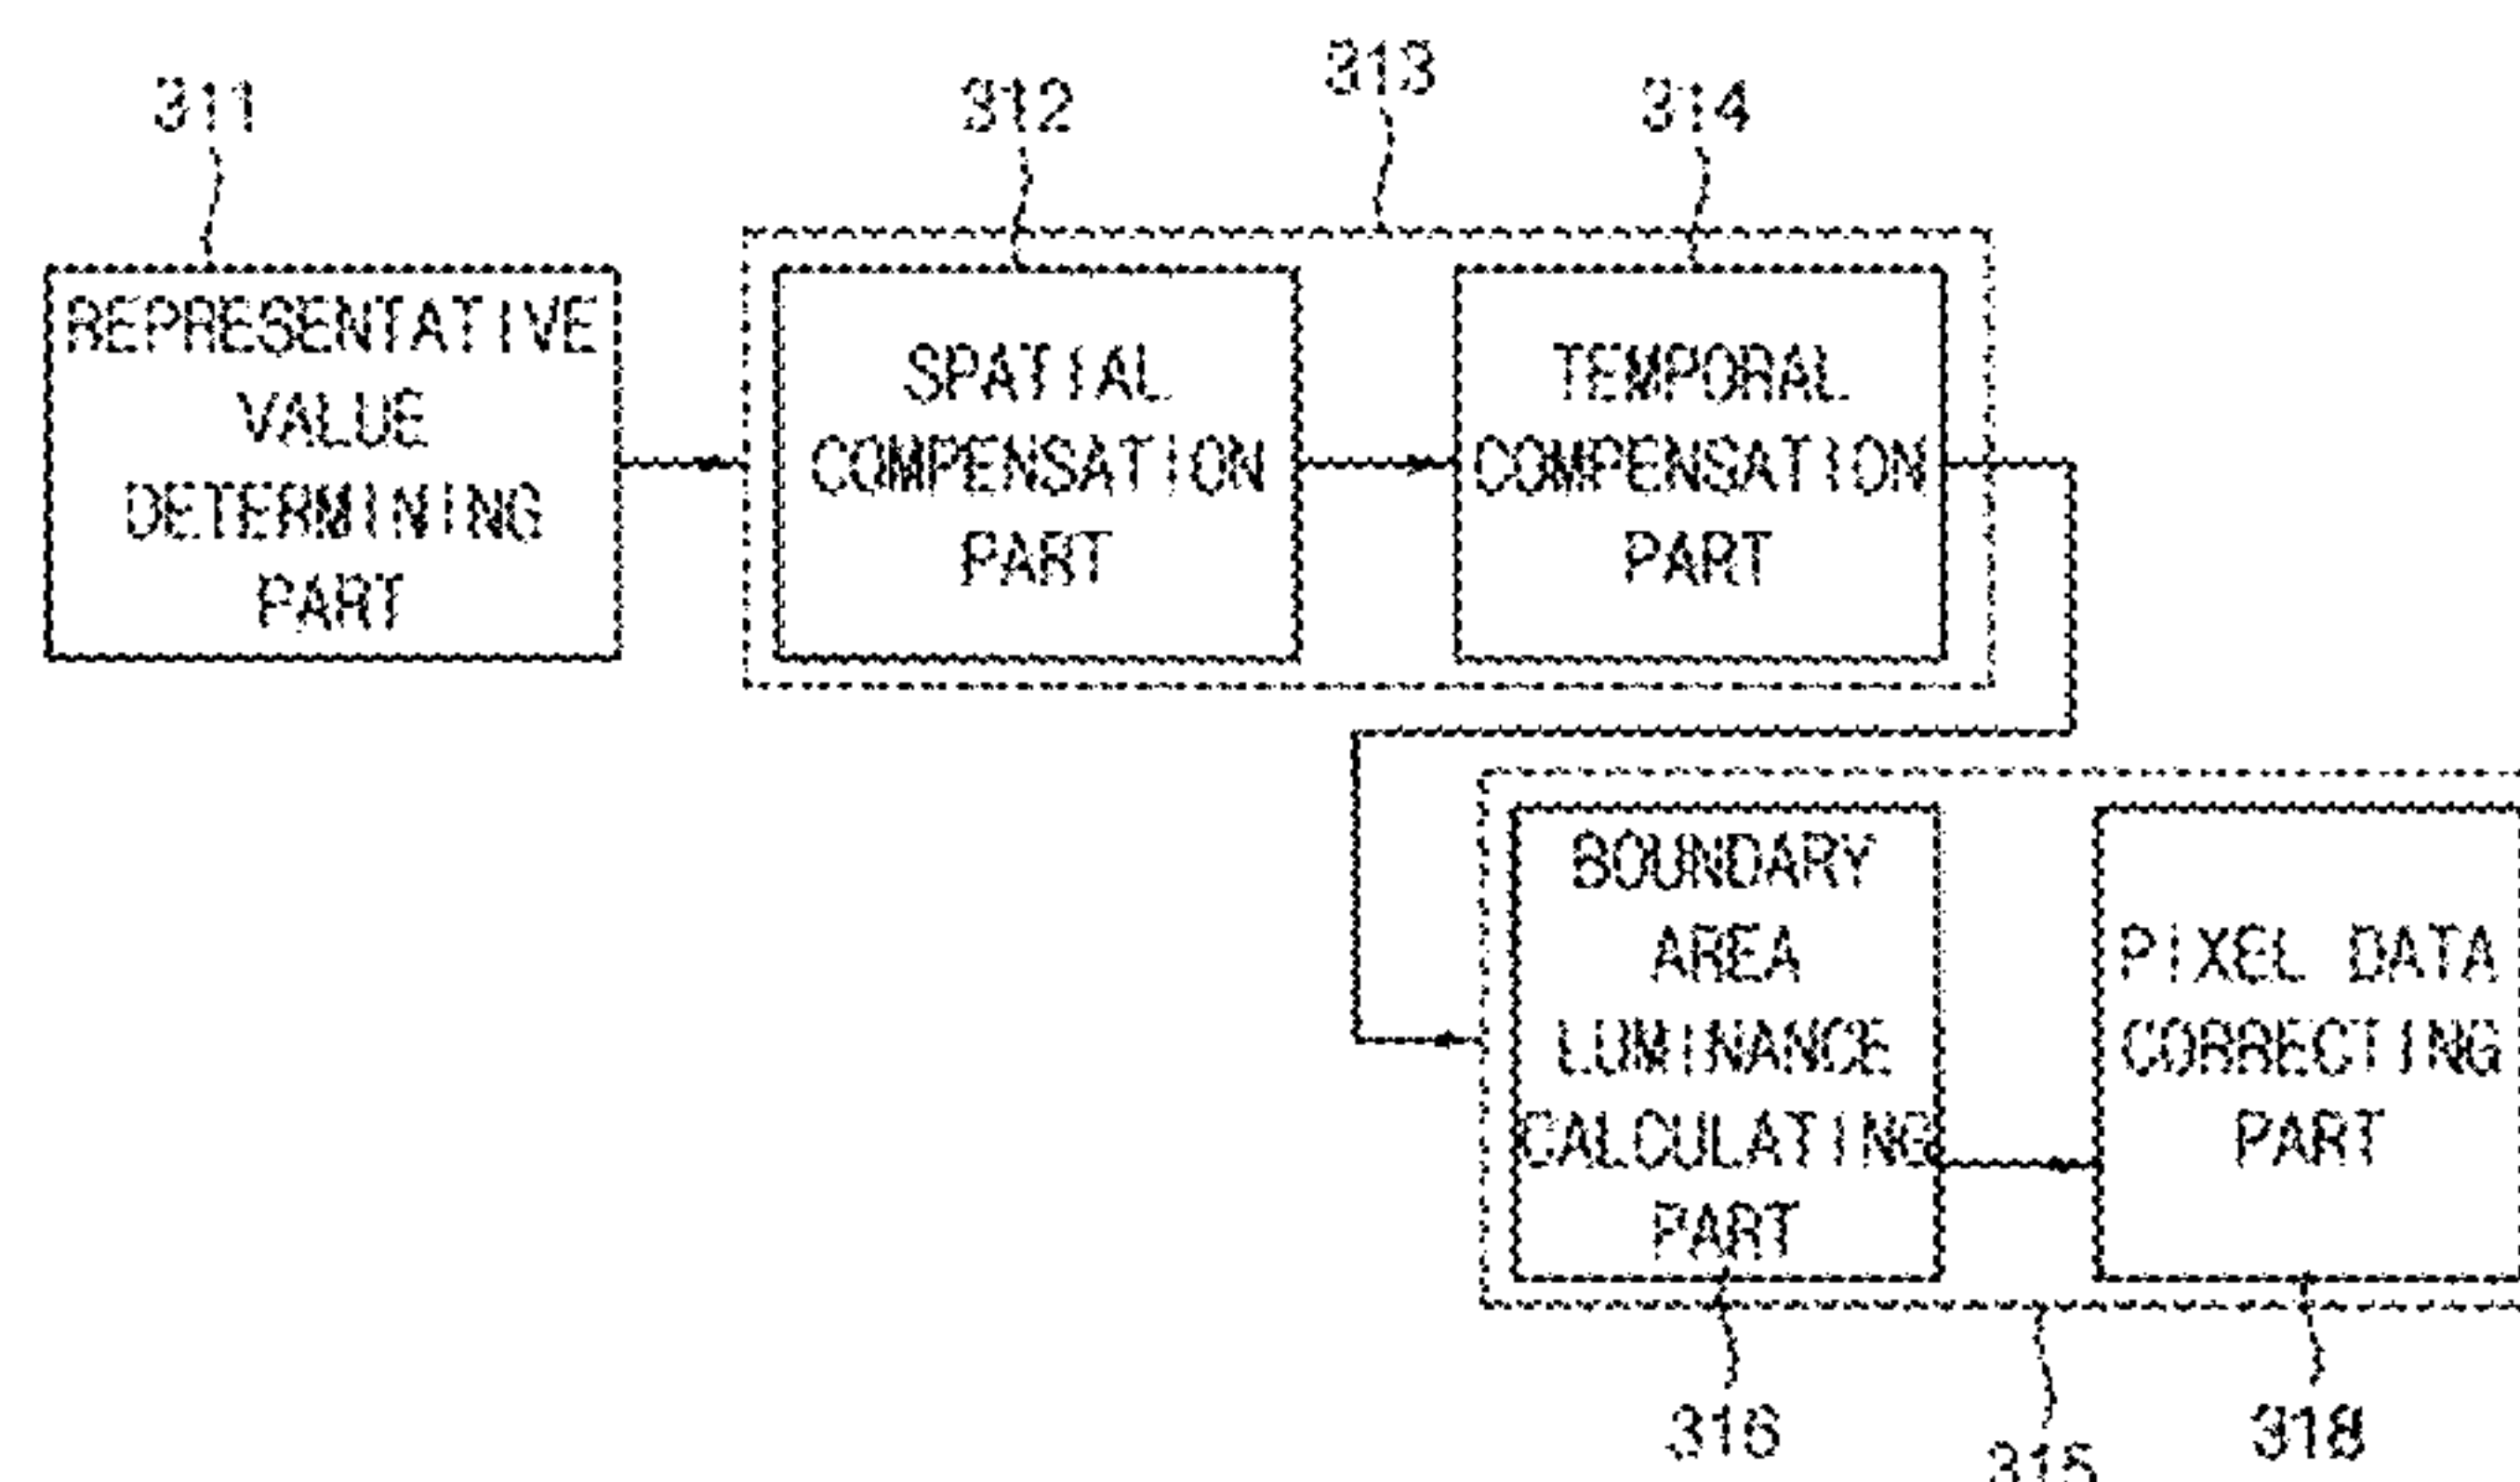 311
312
313
314
REPRESENTATIVE
VALUE
DETERMINING
PART
SPATIAL
COMPENSATION
PART
TEMPORAL
COMPENSATION
PART
BOUNDARY
AREA
LUMINANCE
CALCULATING
PART
PIXEL DATA
CORRECTING
PART
316
315
318